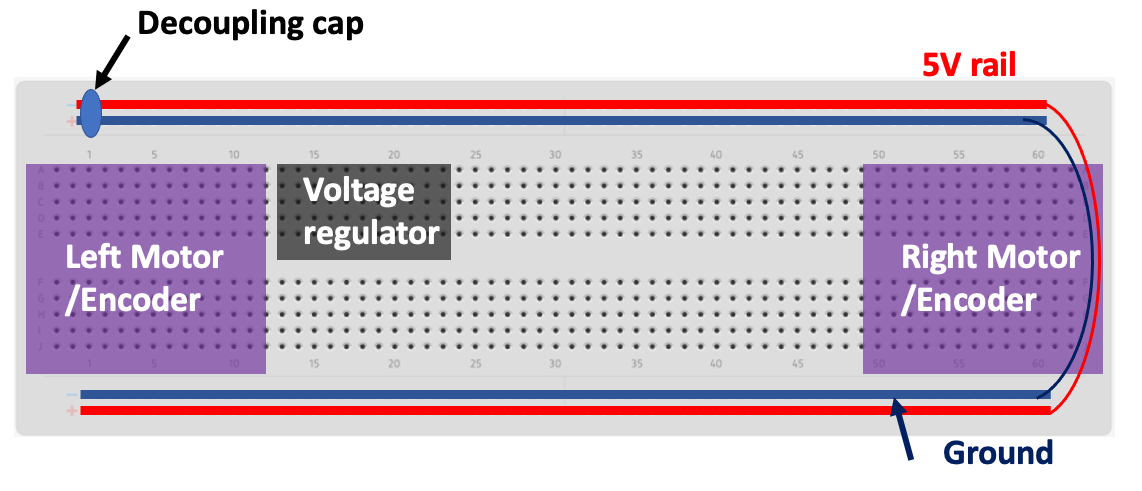 Decoupling cap
5V rail
-
+
1 5 10 15 20 25 30 35 40 45 50 55 60
A
B
C
D
E
Voltage
regulator
Left Motor
/Encoder
Right Motor
/Encoder
F
G
H
I
J
1 5 10 15 20 25 30 35 40 45 50 55 60
-
+
Ground